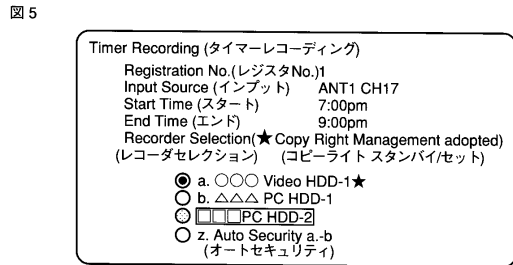 図5
Timer Recording (タイマーレコーディング)
Registration No.(レジスタNo.)1
Input Source (インプット) ANT1 CH17
Start Time (スタート) 7:00pm
End Time (エンド) 9:00pm
Recorder Selection(★Copy Right Management adopted)
(レコーダセレクション) (コピーライト スタンバイ/セット)
a. ○○○ Video HDD-1★
b. △△△ PC HDD-1
□□□PC HDD-2
z. Auto Security a.-b
(オートセキュリティ)